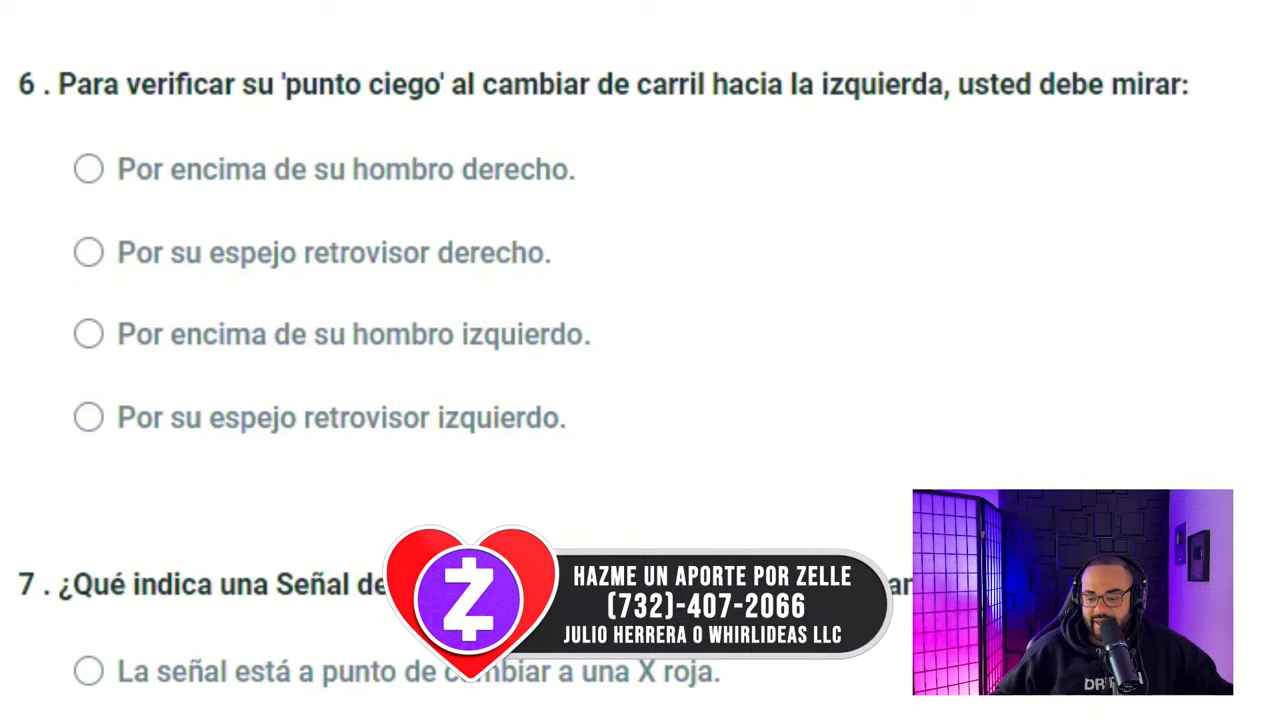 6 . Para verificar su 'punto ciego' al cambiar de carril hacia la izquierda, usted debe mirar:
Por encima de su hombro derecho.
Por su espejo retrovisor derecho.
Por encima de su hombro izquierdo.
Por su espejo retrovisor izquierdo.
7 . ¿Qué indica una Señal de
La señal está a punto de cambiar a una X roja.
HAZME UN APORTE POR ZELLE
(732)-407-2066
JULIO HERRERA O WHIRLIDEAS LLC